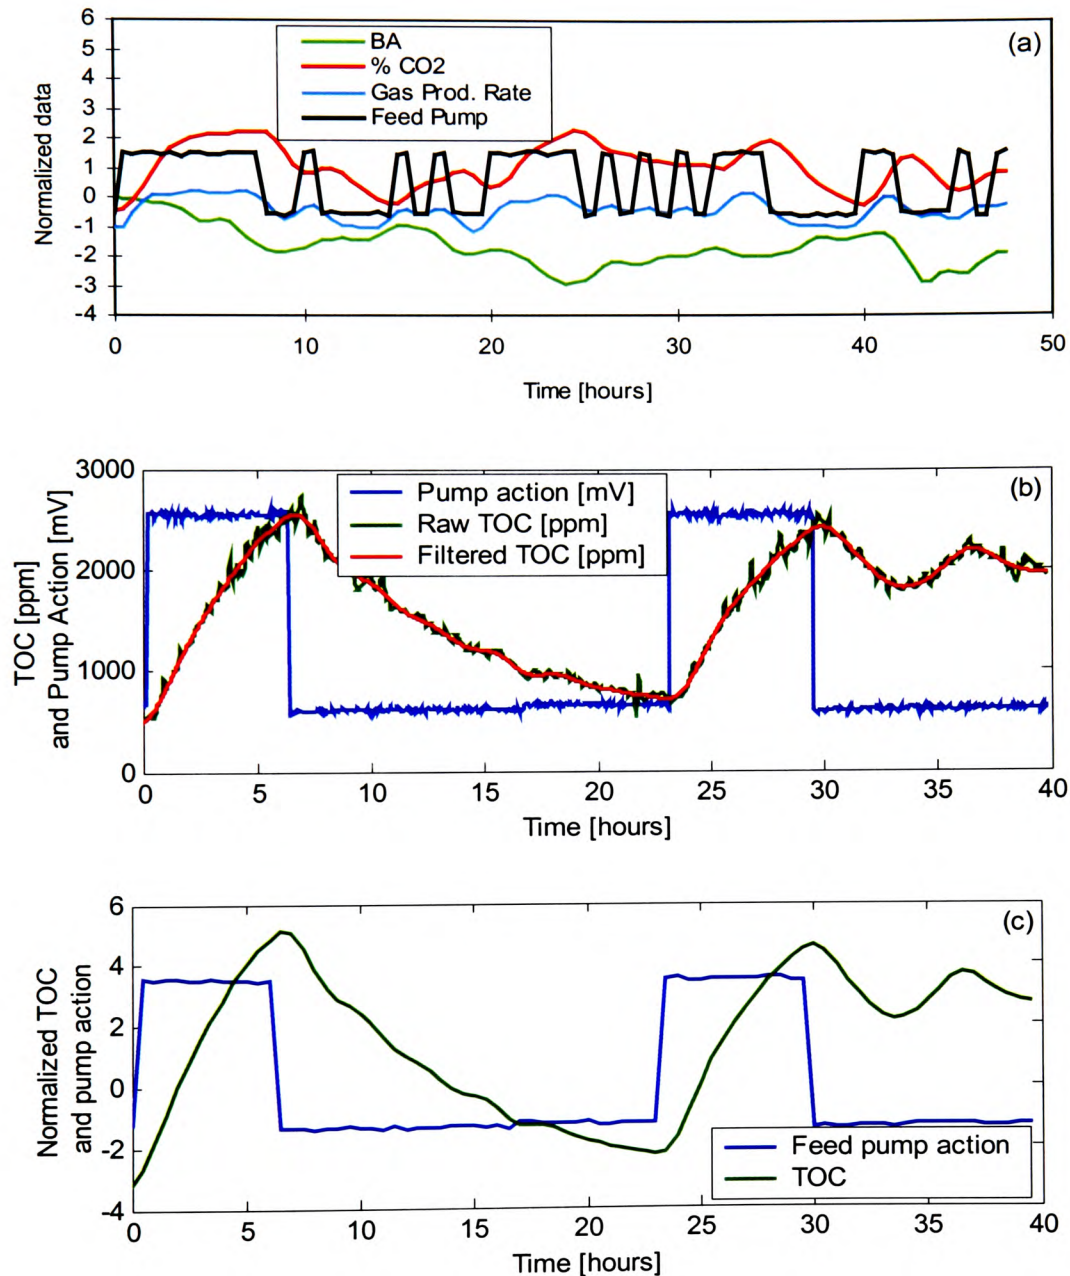 (a)
6
5
4
3
2
1
0
-1
-2
-3
-4
Normalized data
BA
% CO2
Gas Prod. Rate
Feed Pump
0 10 20 30 40 50
Time [hours]
(b)
3000
2000
1000
0
TOC [ppm]
and Pump Action [mV]
Pump action [mV]
Raw TOC [ppm]
Filtered TOC [ppm]
0 5 10 15 20 25 30 35 40
Time [hours]
(c)
6
4
2
0
-2
-4
Normalized TOC
and pump action
Feed pump action
TOC
0 5 10 15 20 25 30 35 40
Time [hours]